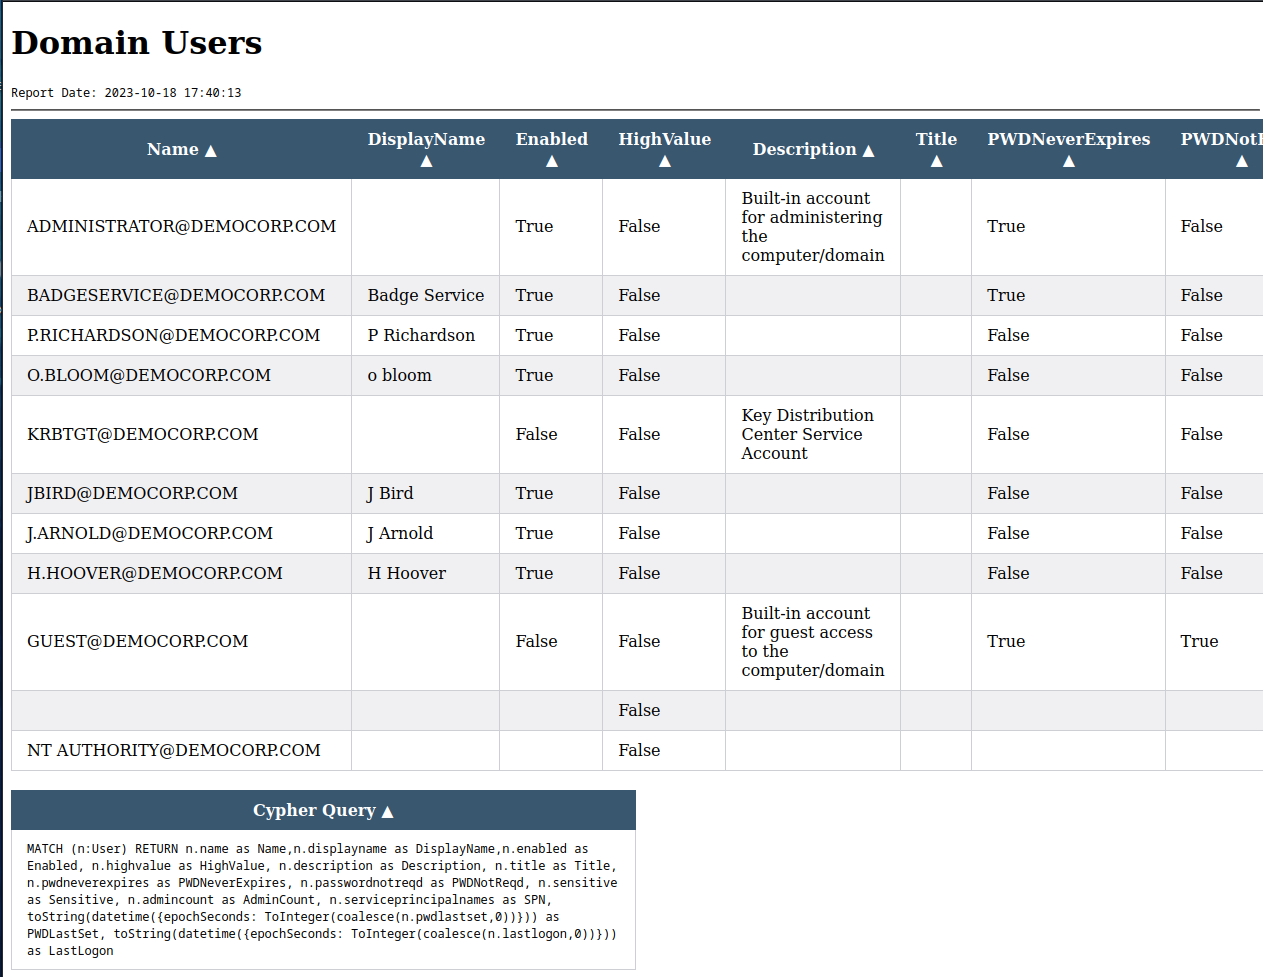 Domain Users
Report Date: 2023-10-18 17:40:13
Name ▲ DisplayName ▲ Enabled ▲ HighValue ▲ Description ▲ Title ▲ PWDNeverExpires ▲ PWDNot ▲
ADMINISTRATOR@DEMOCORP.COM True False Built-in account
for administering
the
computer/domain True False
BADGESERVICE@DEMOCORP.COM Badge Service True False True False
P.RICHARDSON@DEMOCORP.COM P Richardson True False False False
O.BLOOM@DEMOCORP.COM o bloom True False False False
KRBTGT@DEMOCORP.COM False False Key Distribution
Center Service
Account False False
JBIRD@DEMOCORP.COM J Bird True False False False
J.ARNOLD@DEMOCORP.COM J Arnold True False False False
H.HOOVER@DEMOCORP.COM H Hoover True False False False
GUEST@DEMOCORP.COM False False Built-in account
for guest access
to the
computer/domain True True
False
NT AUTHORITY@DEMOCORP.COM False
Cypher Query ▲
MATCH (n:User) RETURN n.name as Name,n.displayname as DisplayName,n.enabled as
Enabled, n.highvalue as HighValue, n.description as Description, n.title as Title,
n.pwdneverexpires as PWDNeverExpires, n.passwordnotreqd as PWDNotReqd, n.sensitive
as Sensitive, n.admincount as AdminCount, n.serviceprincipalnames as SPN,
toString(datetime({epochSeconds: ToInteger(coalesce(n.pwdlastset,0))})) as
PWDLastSet, toString(datetime({epochSeconds: ToInteger(coalesce(n.lastlogon,0))}))
as LastLogon